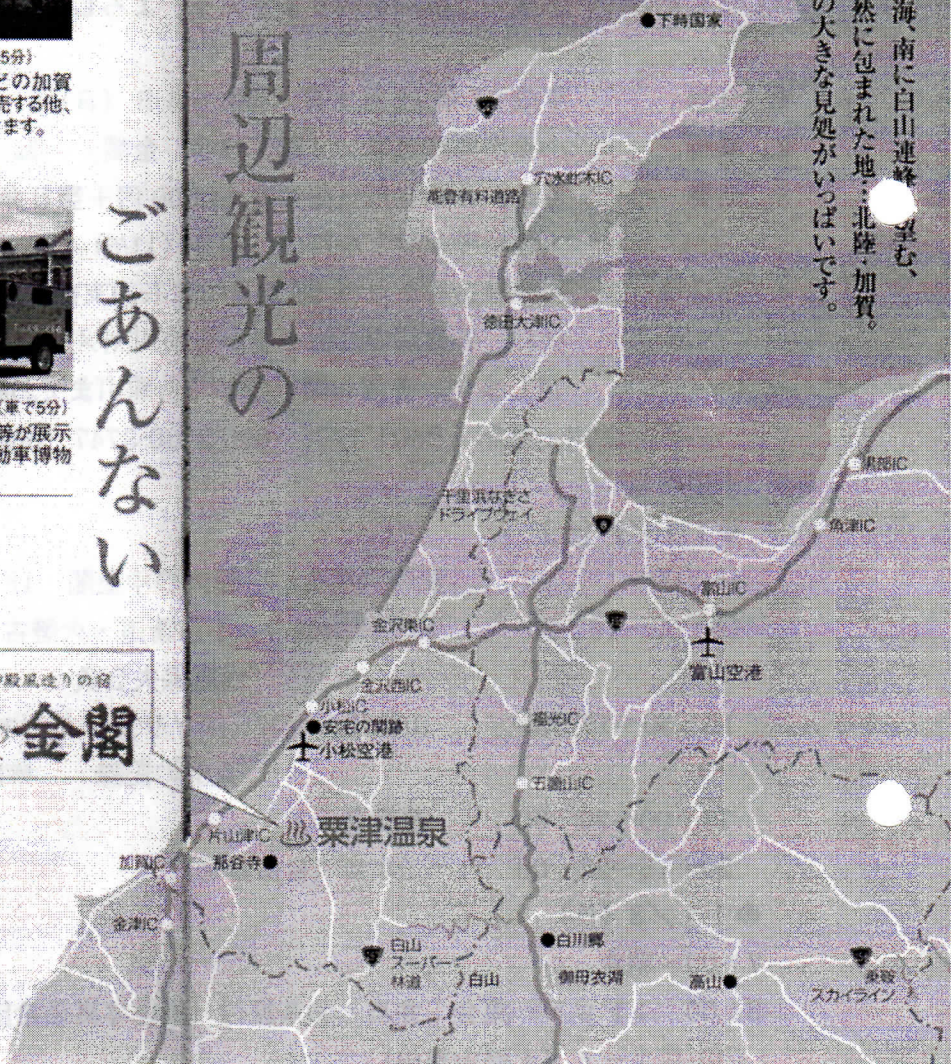 海、南に白山連峰
望む、
然に包まれた地…北陸・加賀。
の大きな見処がいっぱいです。
周辺観光の
ごあんない
5分)
どの加賀
売する他、
ます。
(車で5分)
等が展示
動車博物
殿風造りの宿
金閣
下時国家
穴水此木IC
能登有料道路
徳田大津IC
千里浜なぎさ
ドライブウェイ
黒部IC
魚津IC
富山IC
富山空港
金沢東IC
金沢西IC
小松IC
安宅の関跡
小松空港
福光IC
五箇山IC
片山津IC
粟津温泉
加賀IC
那谷寺
金津IC
白山
スーパー
林道
白山
白川郷
御母衣湖
高山
乗鞍
スカイライン